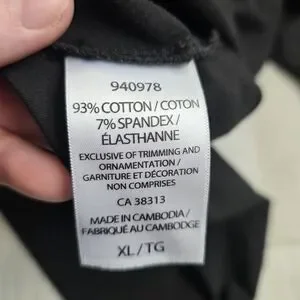 940978
93% COTTON / COTON
7% SPANDEX /
ÉLASTHANNE
EXCLUSIVE OF TRIMMING AND
ORNAMENTATION /
GARNITURE ET DÉCORATION
NON COMPRISES
CA 38313
MADE IN CAMBODIA /
FABRIQUÉ AU CAMBODGE
XL / TG